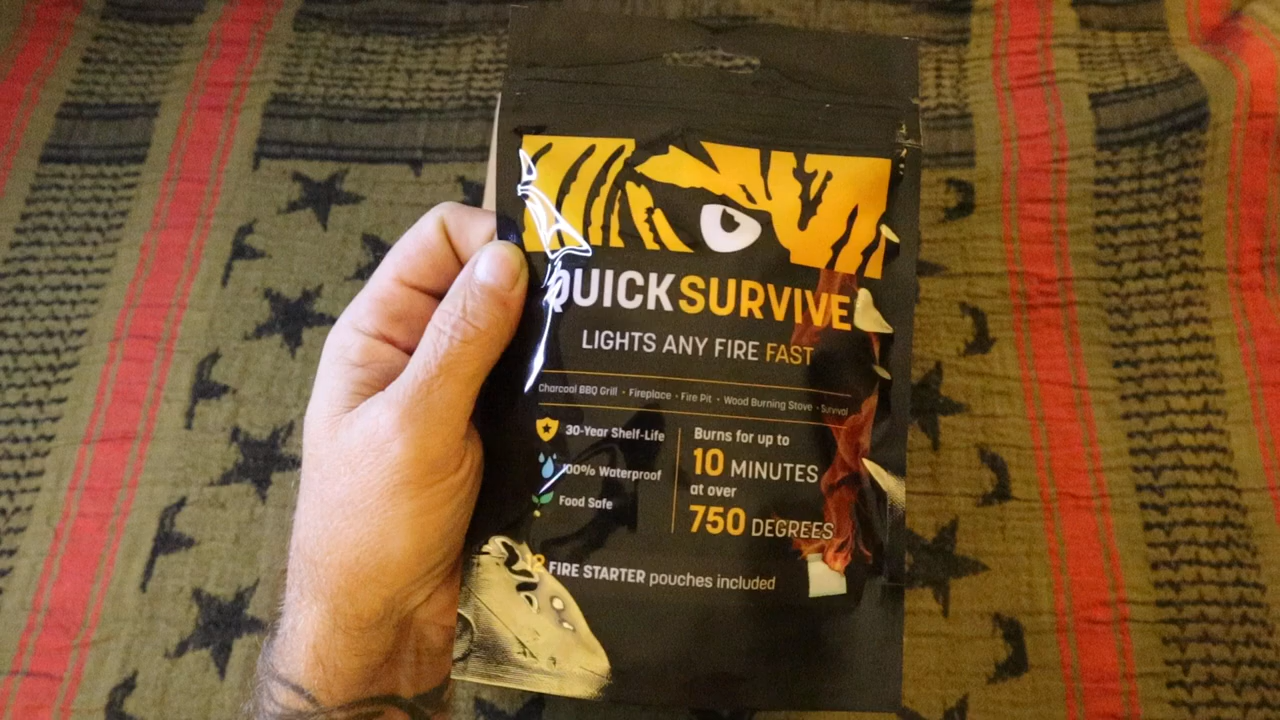 QUICKSURVIVE
LIGHTS ANY FIRE FAST
Charcoal BBQ Grill • Fireplace • Fire Pit • Wood Burning Stove • Survival
30-Year Shelf-Life
100% Waterproof
Food Safe
Burns for up to
10 MINUTES
at over
750 DEGREES
FIRE STARTER pouches included